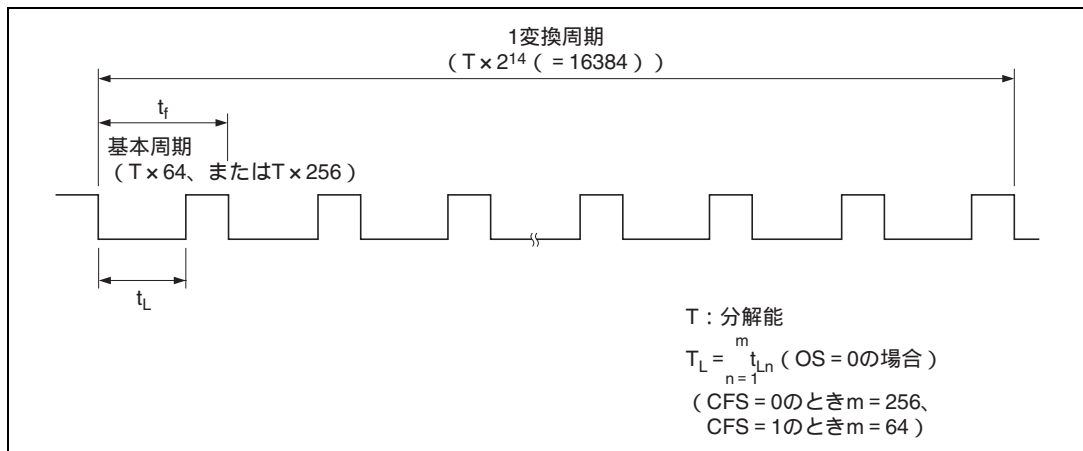 1変換周期
(T×2¹⁴(=16384))
t_f
基本周期
(T×64、またはT×256)
t_L
T:分解能
m
T_L = t_Ln(OS=0の場合)
n=1
(CFS=0のときm=256、
CFS=1のときm=64)